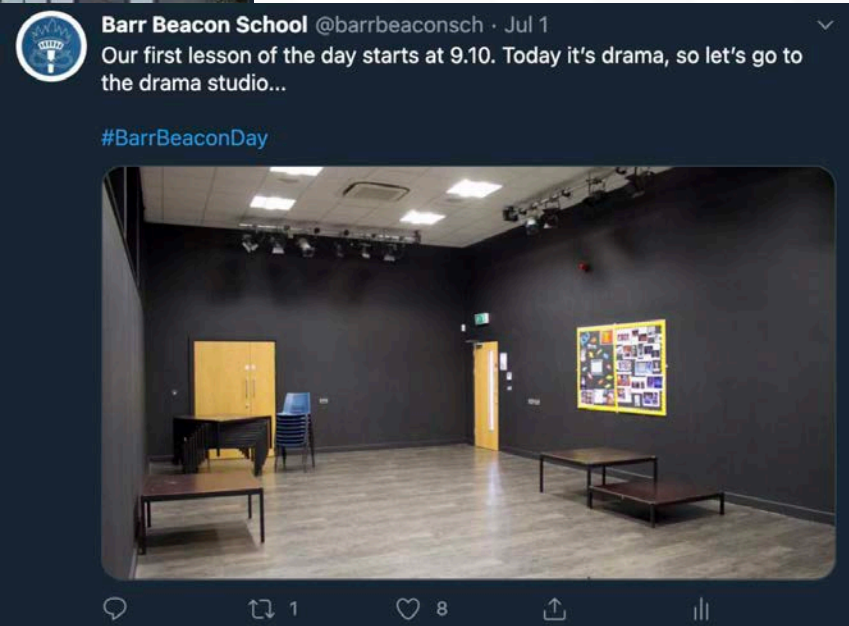 Barr Beacon School @barrbeaconsch · Jul 1
Our first lesson of the day starts at 9.10. Today it's drama, so let's go to
the drama studio...
#BarrBeaconDay
1 8